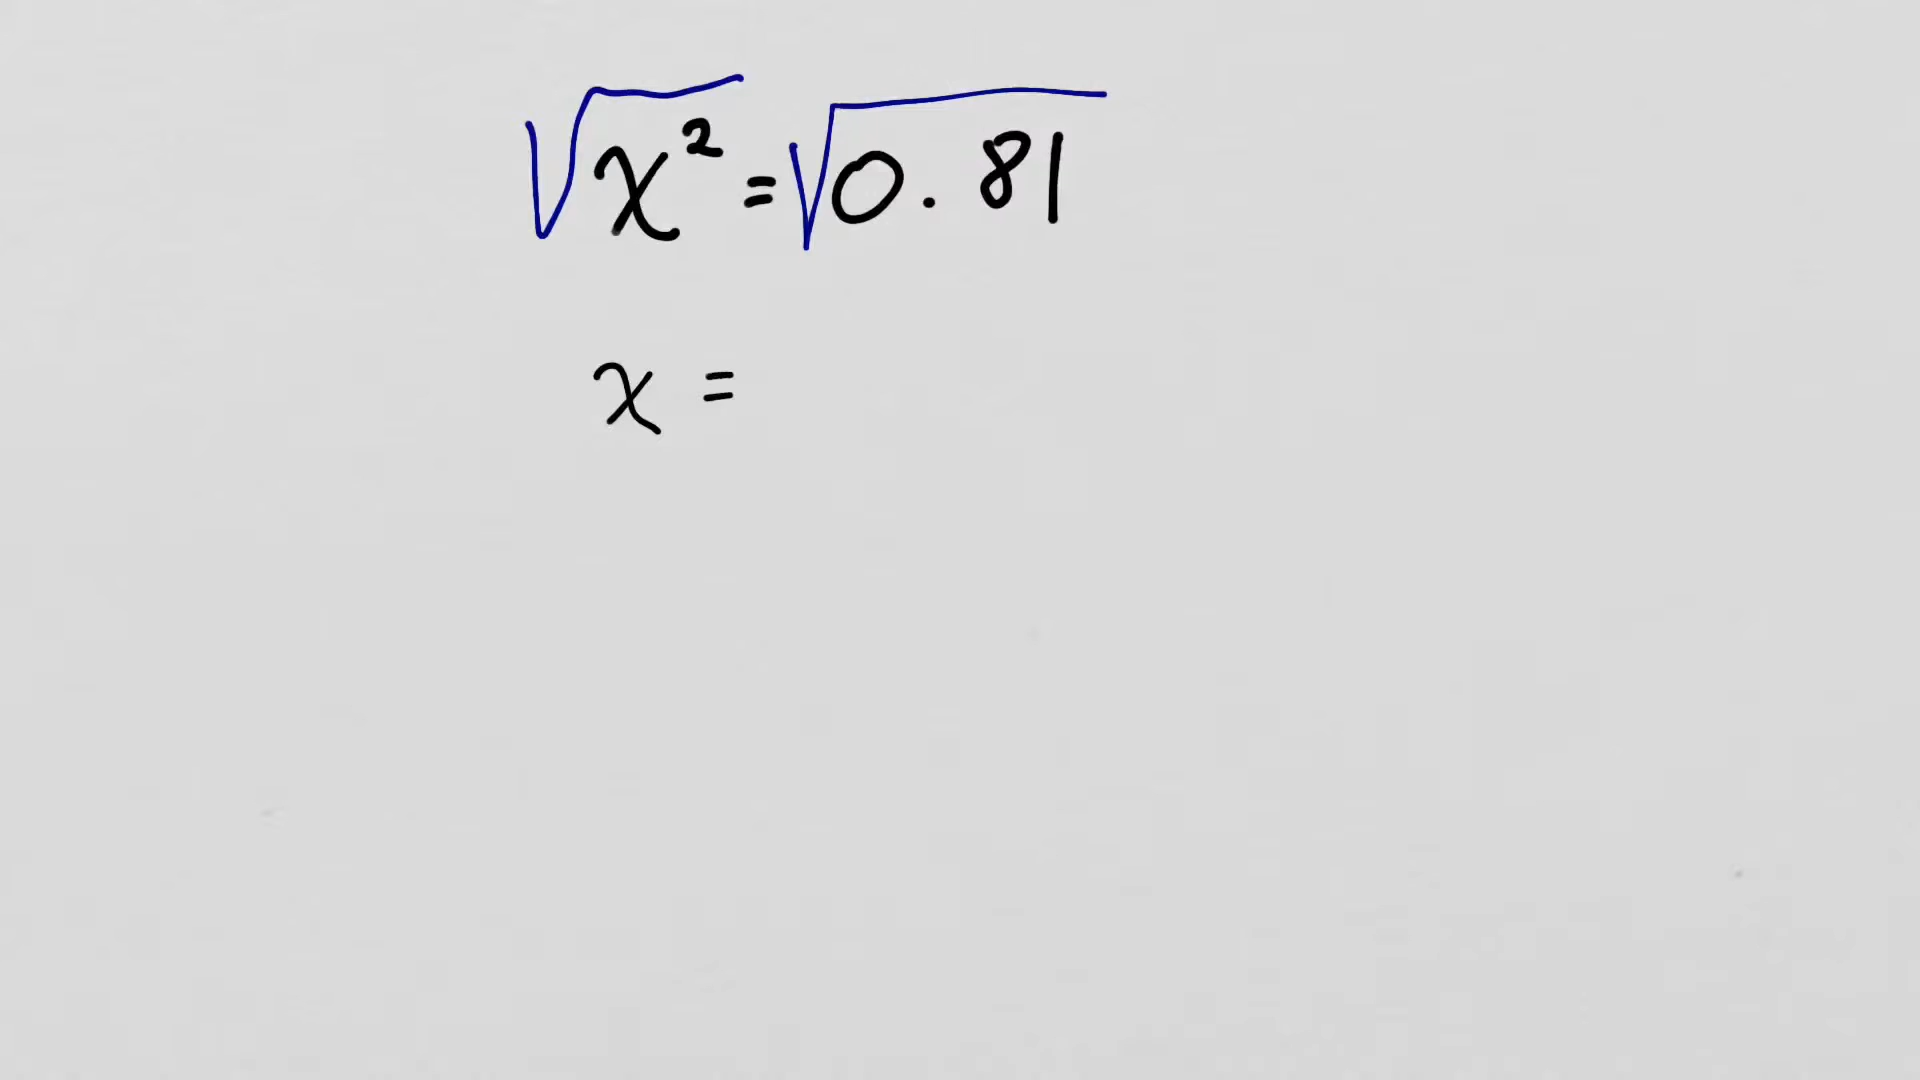 √x² = √0.81
x =